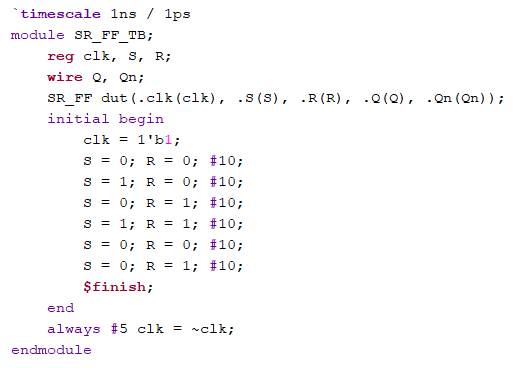 `timescale 1ns / 1ps
module SR_FF_TB;
    reg clk, S, R;
    wire Q, Qn;
    SR_FF dut(.clk(clk), .S(S), .R(R), .Q(Q), .Qn(Qn));
    initial begin
        clk = 1'b1;
        S = 0; R = 0; #10;
        S = 1; R = 0; #10;
        S = 0; R = 1; #10;
        S = 1; R = 1; #10;
        S = 0; R = 0; #10;
        S = 0; R = 1; #10;
        $finish;
    end
    always #5 clk = ~clk;
endmodule